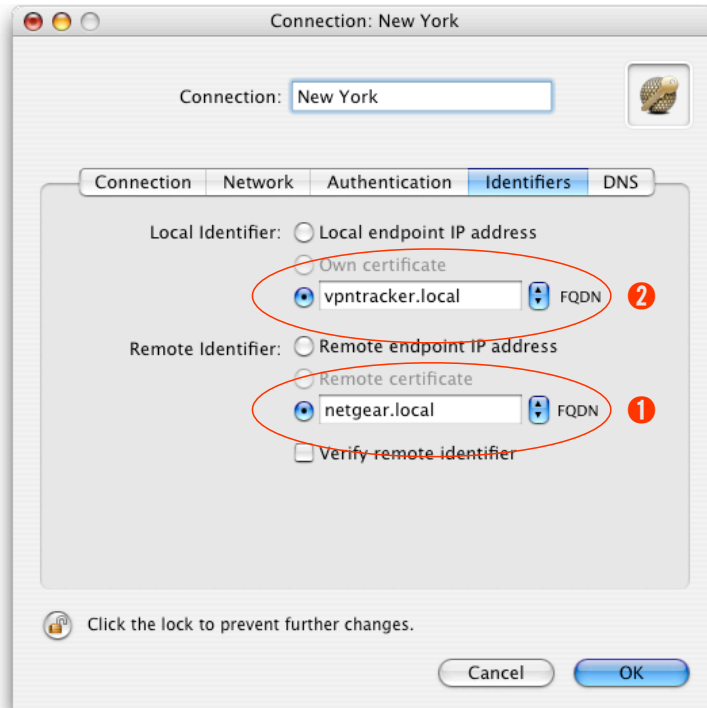 Connection: New York
Connection: New York
Connection Network Authentication Identifiers DNS
Local Identifier: Local endpoint IP address
Own certificate
vpntracker.local FQDN 2
Remote Identifier: Remote endpoint IP address
Remote certificate
netgear.local FQDN 1
Verify remote identifier
Click the lock to prevent further changes.
Cancel OK